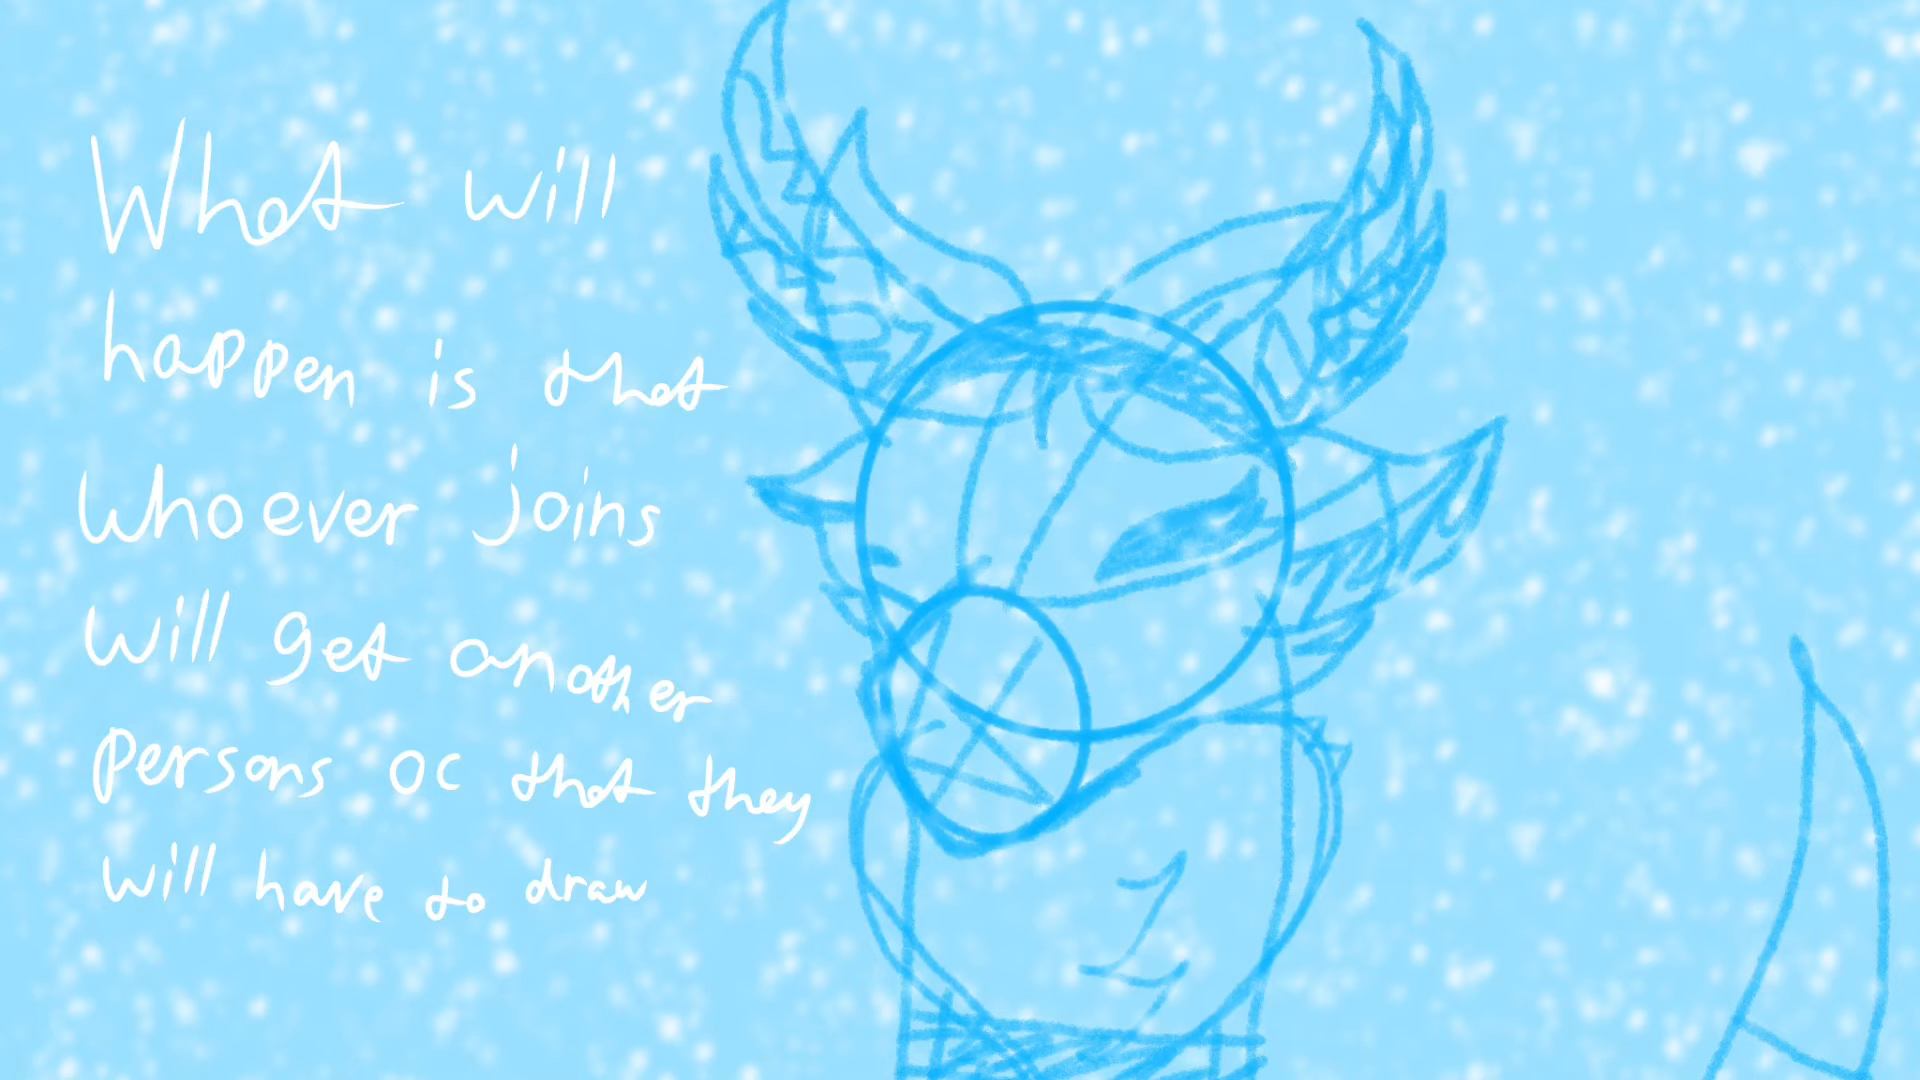 What will
happen is that
whoever joins
will get another
persons oc that they
will have to draw